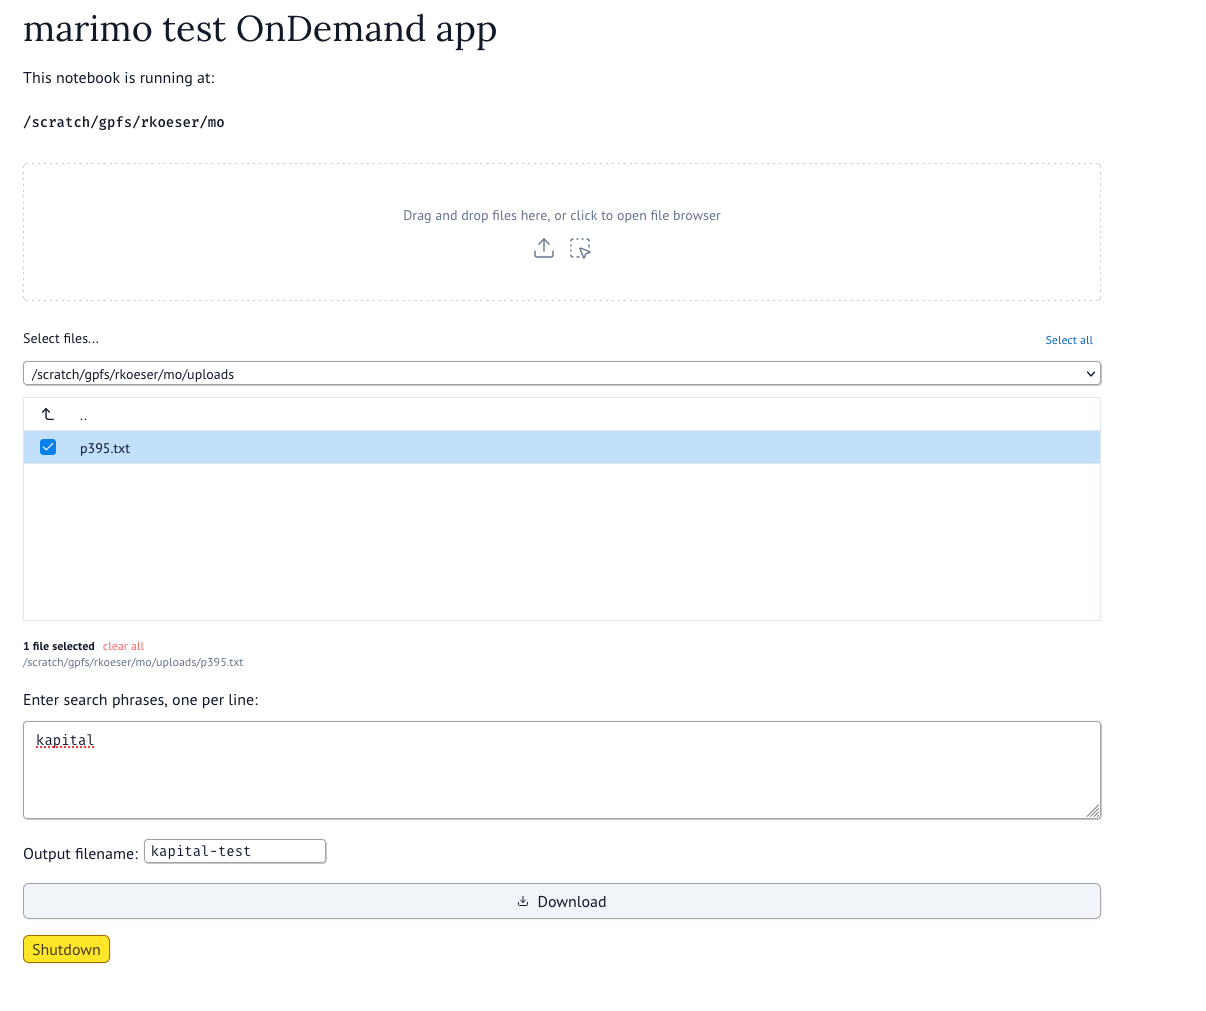 marimo test OnDemand app
This notebook is running at:
/scratch/gpfs/rkoeser/mo
Drag and drop files here, or click to open file browser
Select files...
Select all
/scratch/gpfs/rkoeser/mo/uploads
..
p395.txt
1 file selected clear all
/scratch/gpfs/rkoeser/mo/uploads/p395.txt
Enter search phrases, one per line:
kapital
Output filename: kapital-test
Download
Shutdown